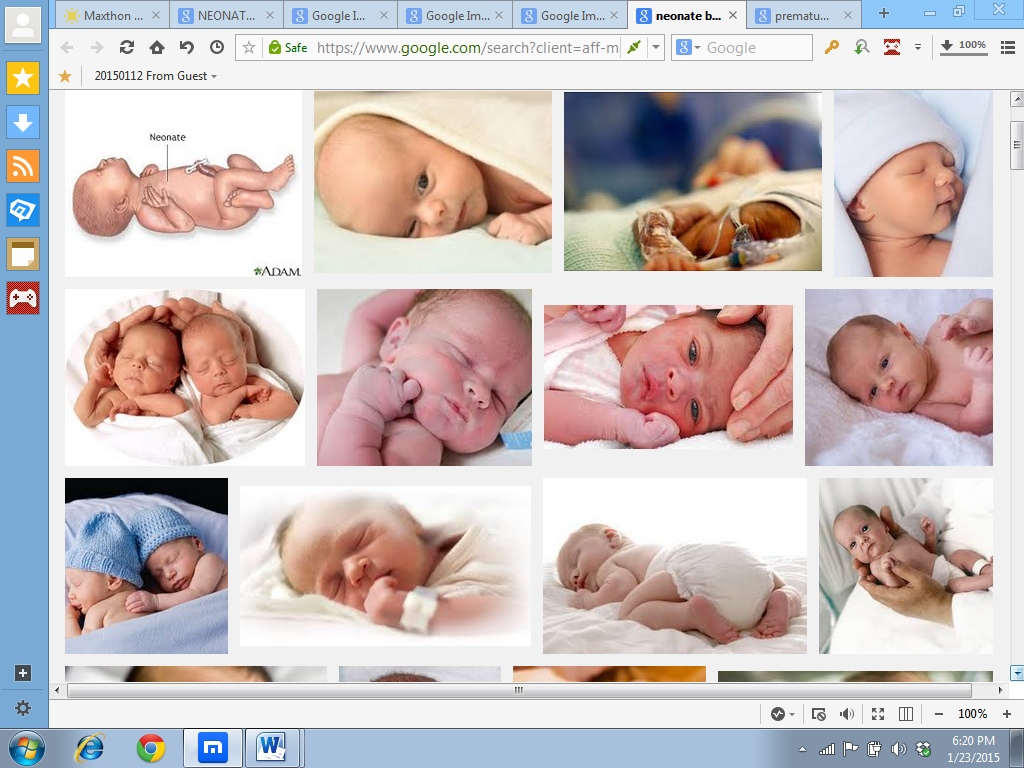 Maxthon ...
NEONAT...
Google I...
Google Im...
Google Im...
neonate b...
prematu...
Safe https://www.google.com/search?client=aff-m
Google
100%
20150112 From Guest
Neonate
ADAM.
100%
6:20 PM
1/23/2015